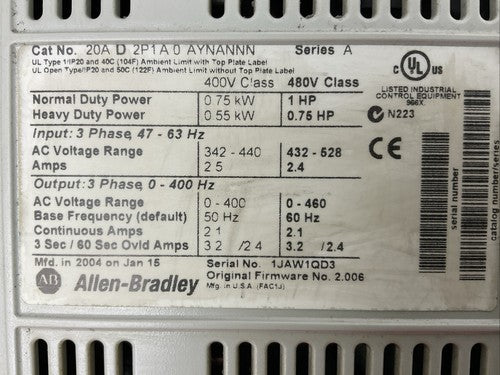 Cat No. 20A D 2P1A 0 AYNANNN Series A
UL Type 1/IP20 and 40C (104F) Ambient Limit with Top Plate Label
UL Open Type/IP20 and 50C (122F) Ambient Limit without Top Plate Label
400V Class 480V Class
Normal Duty Power 0.75 kW 1 HP
Heavy Duty Power 0.55 kW 0.75 HP
Input: 3 Phase, 47 - 63 Hz
AC Voltage Range 342 - 440 432 - 528
Amps 2.5 2.4
Output: 3 Phase, 0 - 400 Hz
AC Voltage Range 0 - 400 0 - 460
Base Frequency (default) 50 Hz 60 Hz
Continuous Amps 2.1 2.1
3 Sec / 60 Sec Ovld Amps 3.2 / 2.4 3.2 / 2.4
Mfd. in 2004 on Jan 15 Serial No. 1JAW1QD3
Original Firmware No. 2.006
Mfg. in U.S.A. (FAC1J)
AB Allen-Bradley
c UL US
LISTED INDUSTRIAL
CONTROL EQUIPMENT
966X
N223
CE
serial number
catalog number/series